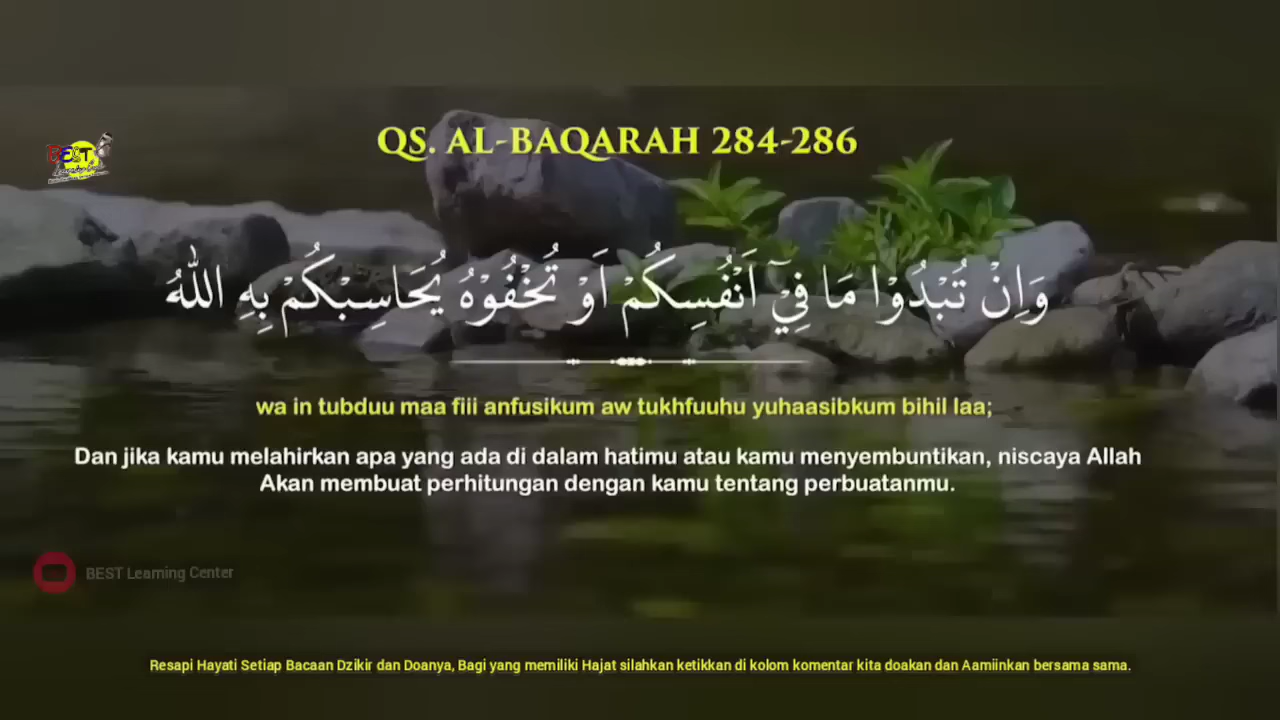 BEST
QS. AL-BAQARAH 284-286
وَاِنْ تُبْدُوْا مَا فِيْٓ اَنْفُسِكُمْ اَوْ تُخْفُوْهُ يُحَاسِبْكُمْ بِهِ اللّٰهُ
wa in tubduu maa fiii anfusikum aw tukhfuuhu yuhaasibkum bihil laa;
Dan jika kamu melahirkan apa yang ada di dalam hatimu atau kamu menyembuntikan, niscaya Allah
Akan membuat perhitungan dengan kamu tentang perbuatanmu.
BEST Learning Center
Resapi Hayati Setiap Bacaan Dzikir dan Doanya, Bagi yang memiliki Hajat silahkan ketikkan di kolom komentar kita doakan dan Aamiinkan bersama sama.